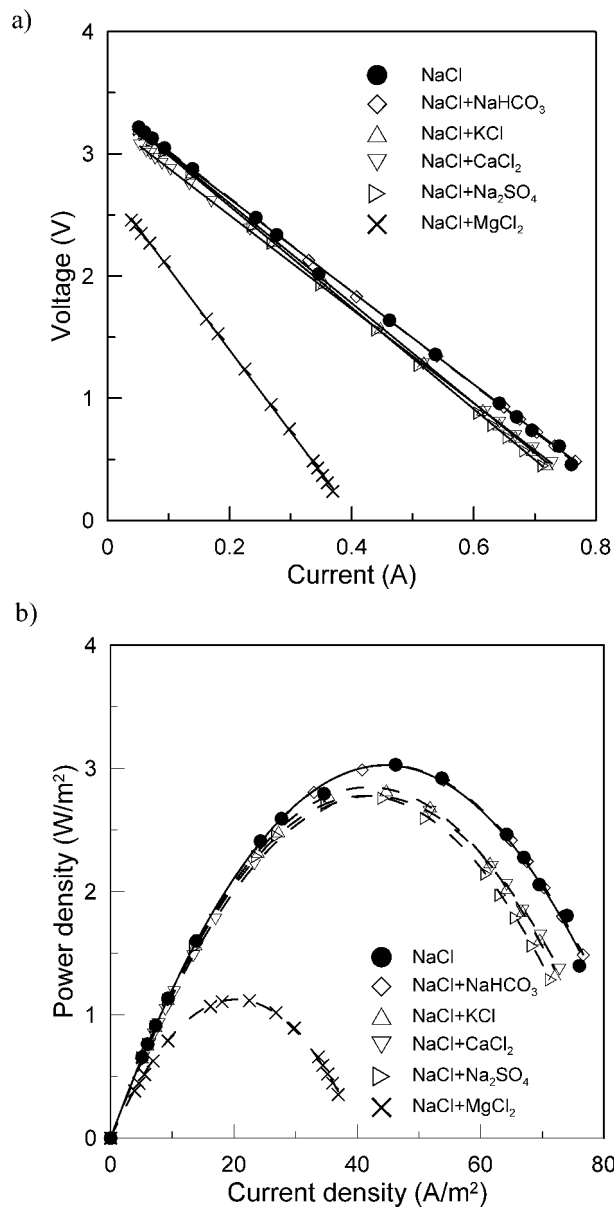 a)
4
3
2
1
0
Voltage (V)
NaCl
NaCl+NaHCO₃
NaCl+KCl
NaCl+CaCl₂
NaCl+Na₂SO₄
NaCl+MgCl₂
0 0.2 0.4 0.6 0.8
Current (A)
b)
4
3
2
1
0
Power density (W/m²)
NaCl
NaCl+NaHCO₃
NaCl+KCl
NaCl+CaCl₂
NaCl+Na₂SO₄
NaCl+MgCl₂
0 20 40 60 80
Current density (A/m²)